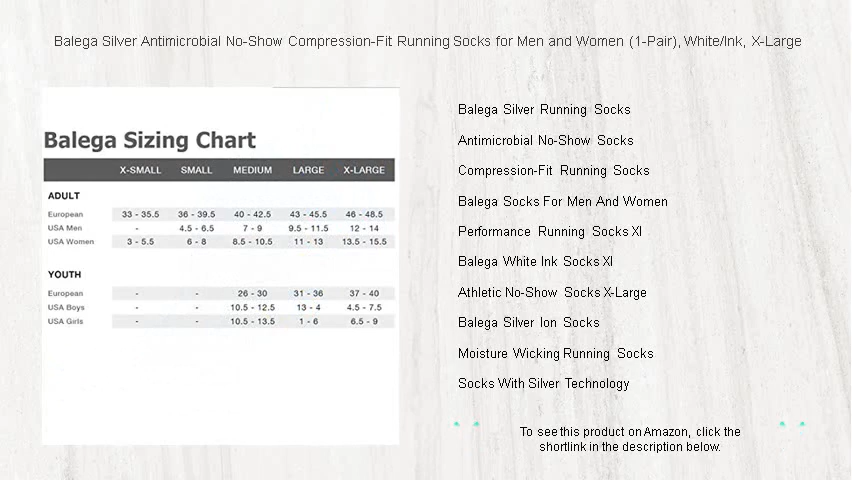 Balega Silver Antimicrobial No-Show Compression-Fit Running Socks for Men and Women (1-Pair), White/Ink, X-Large
Balega Sizing Chart
X-SMALL SMALL MEDIUM LARGE X-LARGE
ADULT
European 33 - 35.5 36 - 39.5 40 - 42.5 43 - 45.5 46 - 48.5
USA Men - 4.5 - 6.5 7 - 9 9.5 - 11.5 12 - 14
USA Women 3 - 5.5 6 - 8 8.5 - 10.5 11 - 13 13.5 - 15.5
YOUTH
European - - 26 - 30 31 - 36 37 - 40
USA Boys - - 10.5 - 12.5 13 - 4 4.5 - 7.5
USA Girls - - 10.5 - 13.5 1 - 6 6.5 - 9
Balega Silver Running Socks
Antimicrobial No-Show Socks
Compression-Fit Running Socks
Balega Socks For Men And Women
Performance Running Socks Xl
Balega White Ink Socks Xl
Athletic No-Show Socks X-Large
Balega Silver Ion Socks
Moisture Wicking Running Socks
Socks With Silver Technology
To see this product on Amazon, click the
shortlink in the description below.